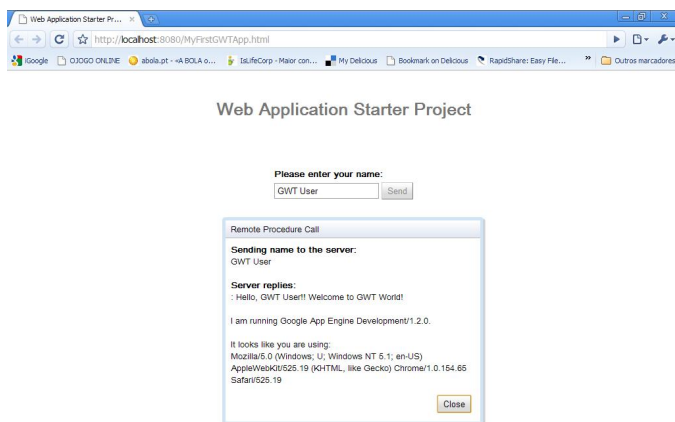 Web Application Starter Pr...
http://localhost:8080/MyFirstGWTApp.html
iGoogle OJOGO ONLINE abola.pt - «A BOLA o... IsLifeCorp - Maior con... My Delicious Bookmark on Delicious RapidShare: Easy File... » Outros marcadores
Web Application Starter Project
Please enter your name:
GWT User Send
Remote Procedure Call
Sending name to the server:
GWT User
Server replies:
: Hello, GWT User!! Welcome to GWT World!
I am running Google App Engine Development/1.2.0.
It looks like you are using:
Mozilla/5.0 (Windows; U; Windows NT 5.1; en-US)
AppleWebKit/525.19 (KHTML, like Gecko) Chrome/1.0.154.65
Safari/525.19
Close